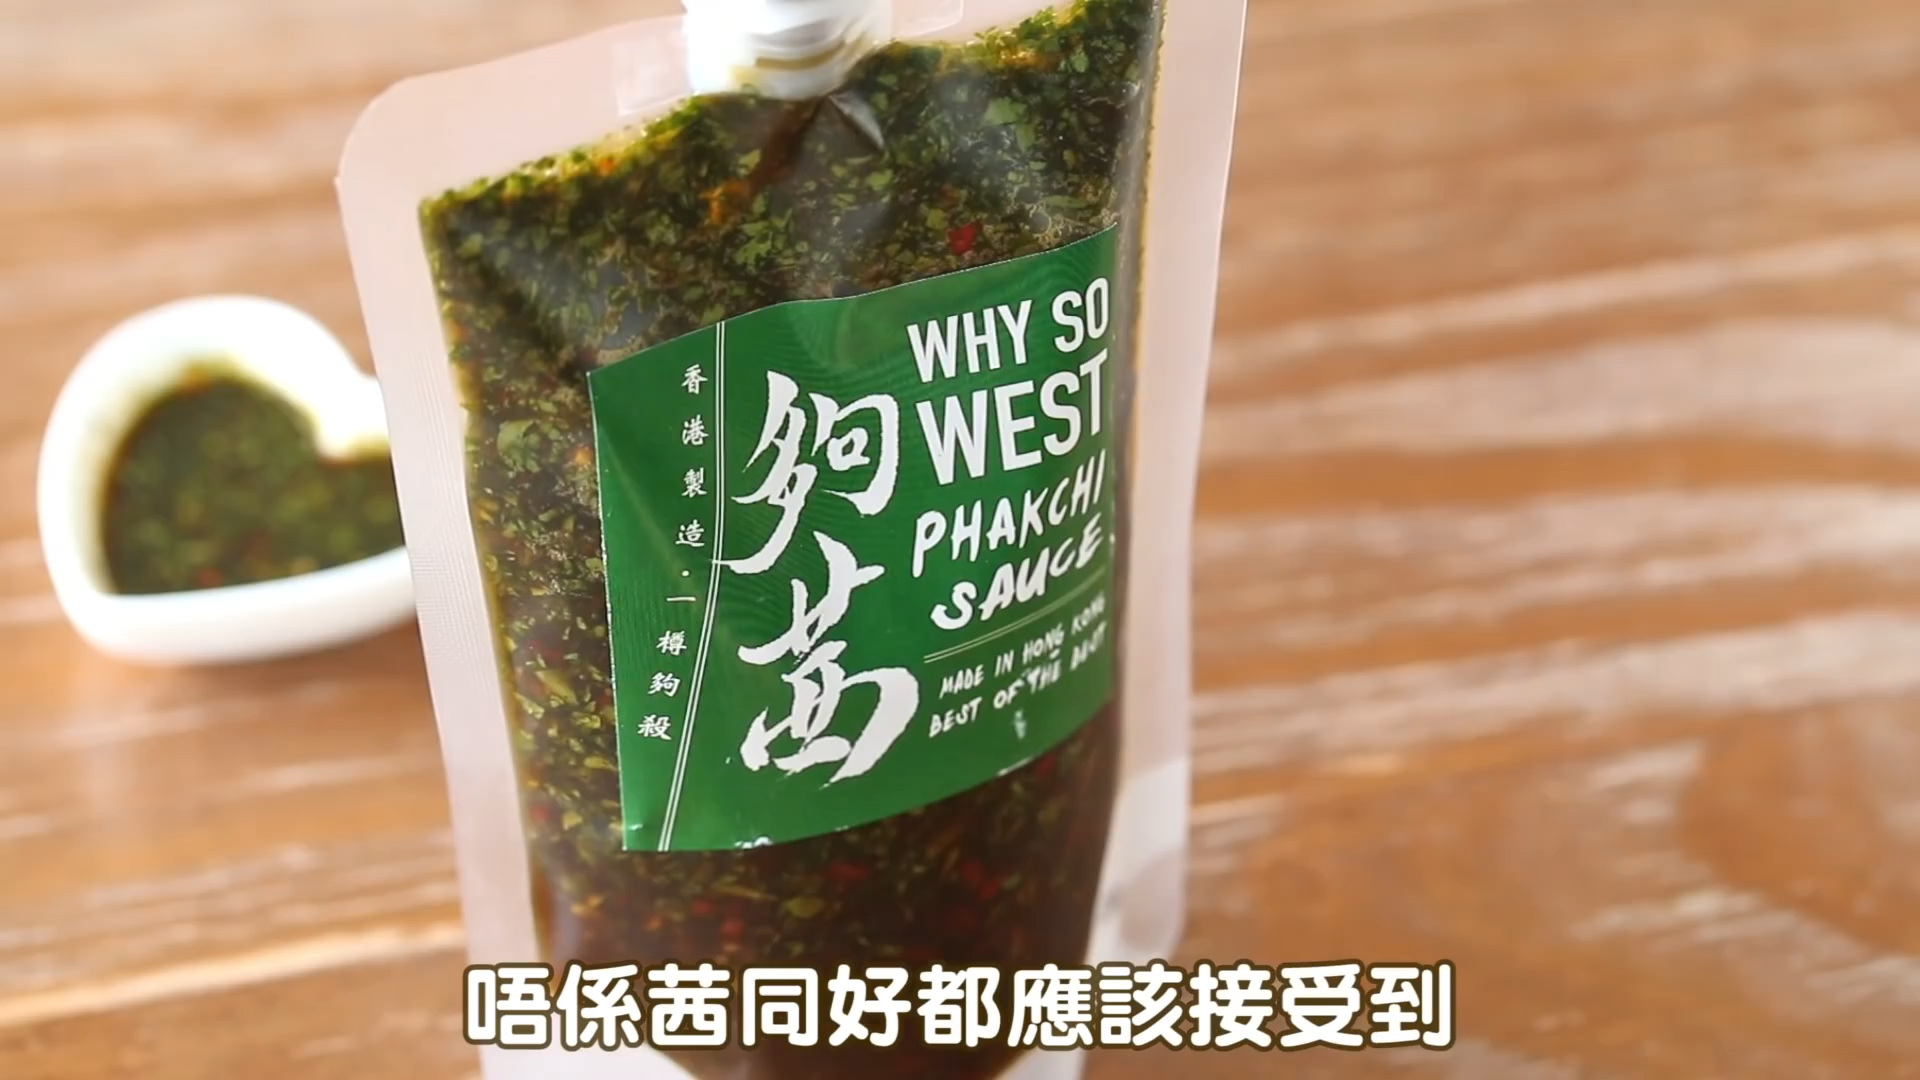 香港製造·一樽夠殺
夠茜
WHY SO
WEST
PHAKCHI
SAUCE
MADE IN HONG KONG
BEST OF THE BEST
唔係茜同好都應該接受到